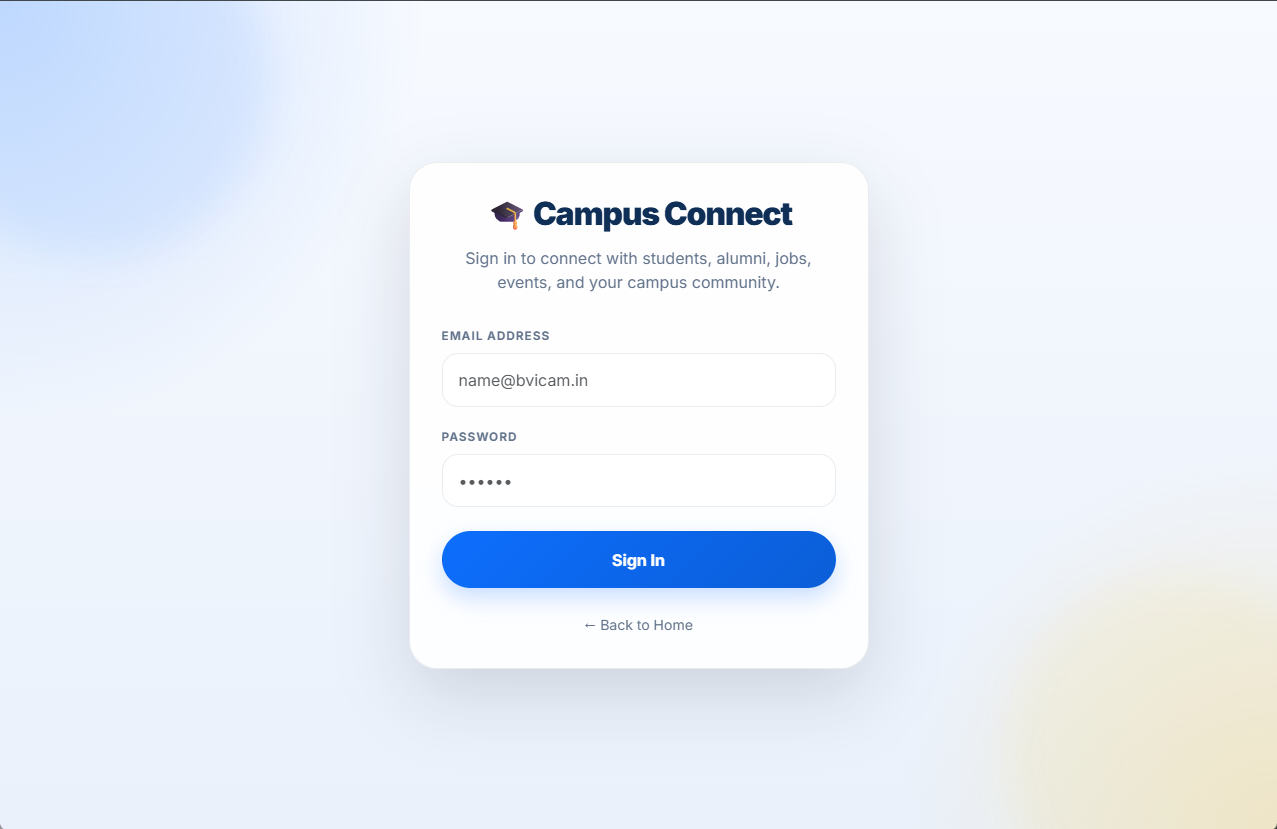 🎓 Campus Connect
Sign in to connect with students, alumni, jobs,
events, and your campus community.
EMAIL ADDRESS
name@bvicam.in
PASSWORD
••••••
Sign In
← Back to Home